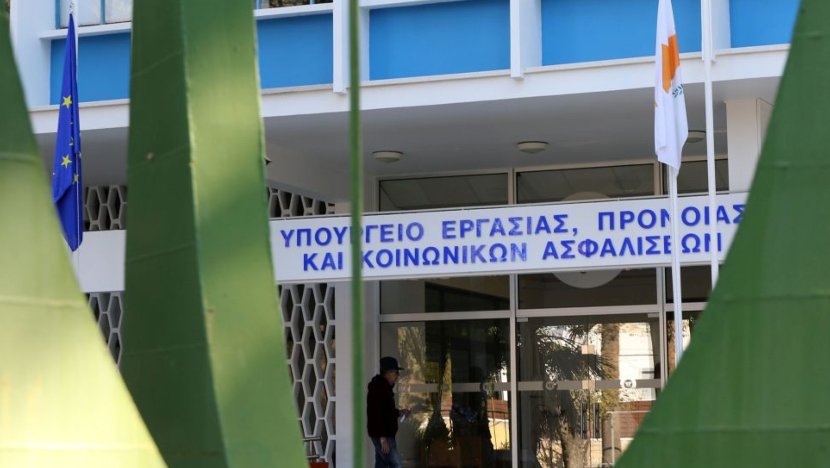 ΥΠΟΥΡΓΕΙΟ ΕΡΓΑΣΙΑΣ, ΠΡΟΝΟΙΑΣ
ΚΑΙ ΚΟΙΝΩΝΙΚΩΝ ΑΣΦΑΛΙΣΕΩΝ